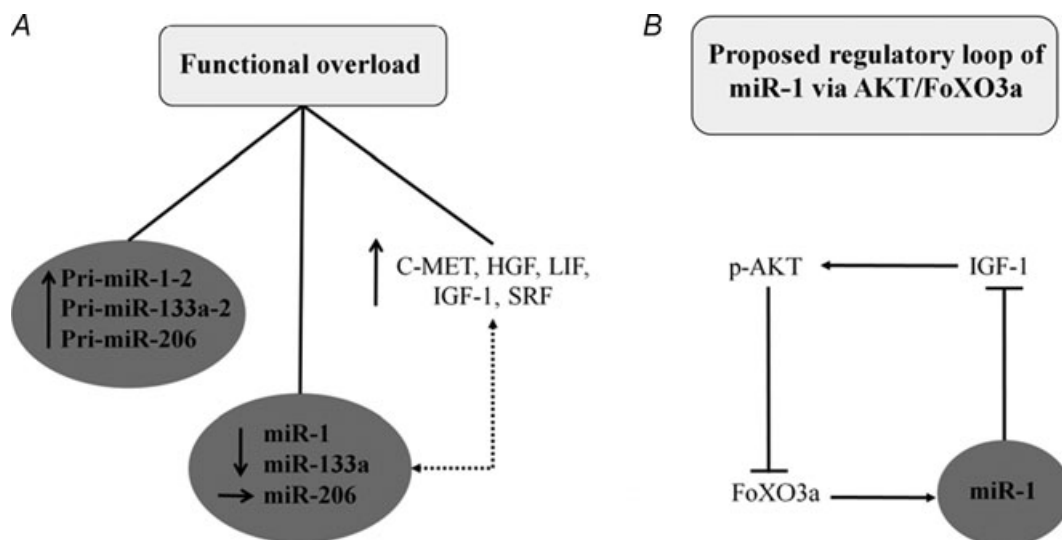 A
Functional overload
Pri-miR-1-2
Pri-miR-133a-2
Pri-miR-206
C-MET, HGF, LIF,
IGF-1, SRF
miR-1
miR-133a
miR-206
B
Proposed regulatory loop of
miR-1 via AKT/FoXO3a
p-AKT
IGF-1
FoXO3a
miR-1